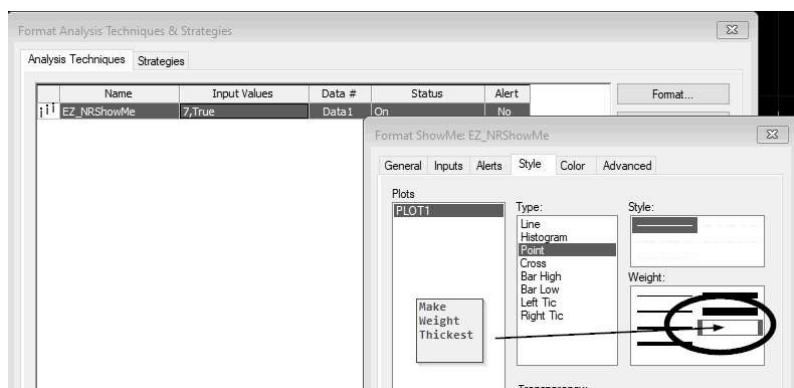 Format Analysis Techniques & Strategies
Analysis Techniques Strategies
Name Input Values Data # Status Alert
EZ_NRShowMe 7,True Data1 On No
Format...
Format ShowMe: EZ_NRShowMe
General Inputs Alerts Style Color Advanced
Plots
PLOT1
Type:
Line
Histogram
Point
Cross
Bar High
Bar Low
Left Tic
Right Tic
Style:
Weight:
Make
Weight
Thickest
Transparency: